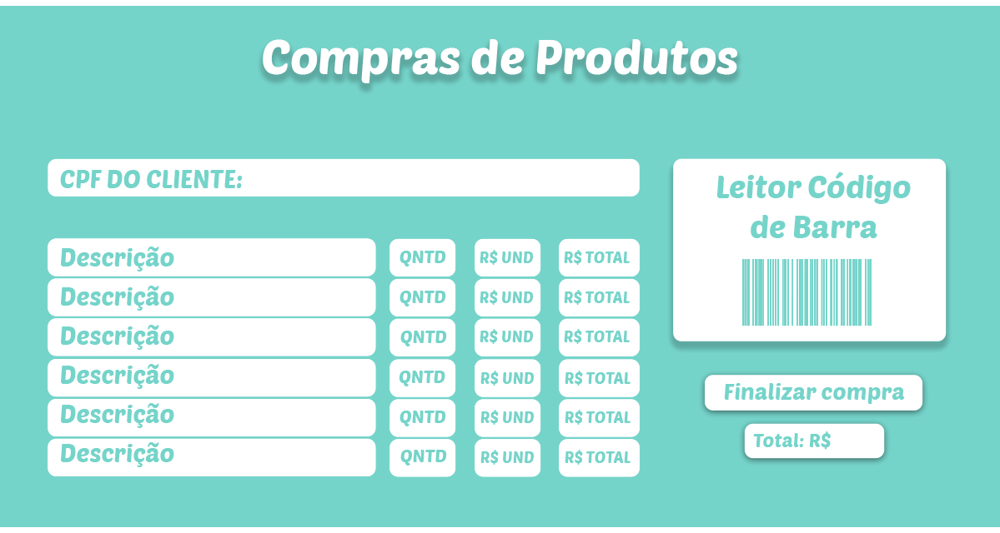 Compras de Produtos
CPF DO CLIENTE:
Descrição QNTD R$ UND R$ TOTAL
Descrição QNTD R$ UND R$ TOTAL
Descrição QNTD R$ UND R$ TOTAL
Descrição QNTD R$ UND R$ TOTAL
Descrição QNTD R$ UND R$ TOTAL
Descrição QNTD R$ UND R$ TOTAL
Leitor Código
de Barra
Finalizar compra
Total: R$